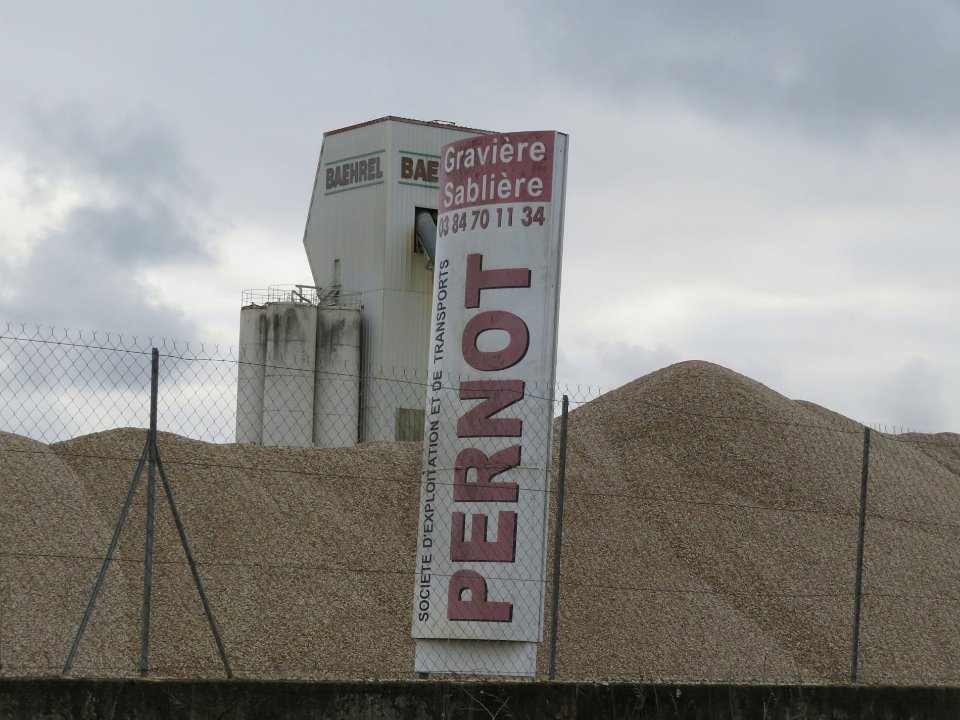 BAEHREL
BAE
Gravière
Sablière
03 84 70 11 34
PERNOT
SOCIETE D'EXPLOITATION ET DE TRANSPORTS